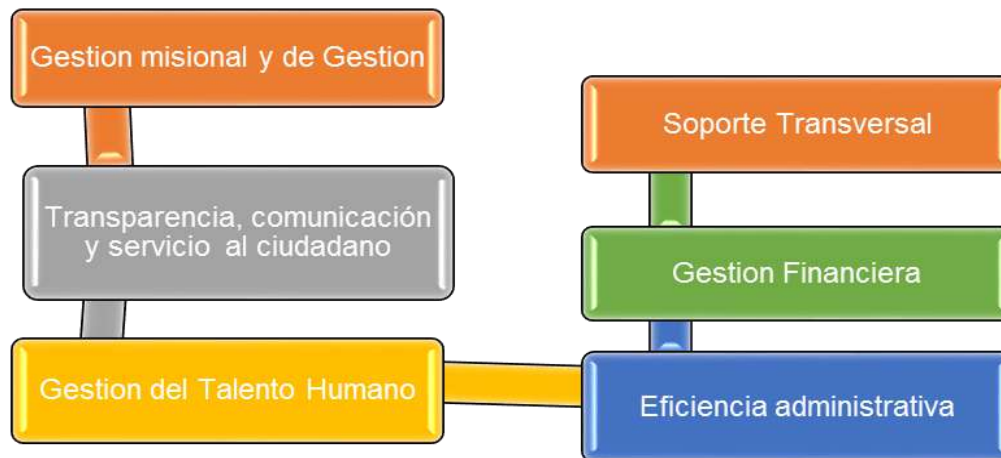 Gestion misional y de Gestion
Transparencia, comunicación
y servicio al ciudadano
Gestion del Talento Humano
Eficiencia administrativa
Gestion Financiera
Soporte Transversal